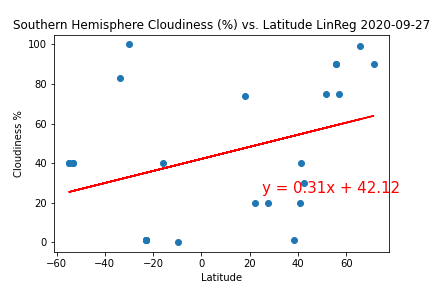 Southern Hemisphere Cloudiness (%) vs. Latitude LinReg 2020-09-27
100
80
60
40
20
0
Cloudiness %
y = 0.31x + 42.12
−60 −40 −20 0 20 40 60
Latitude